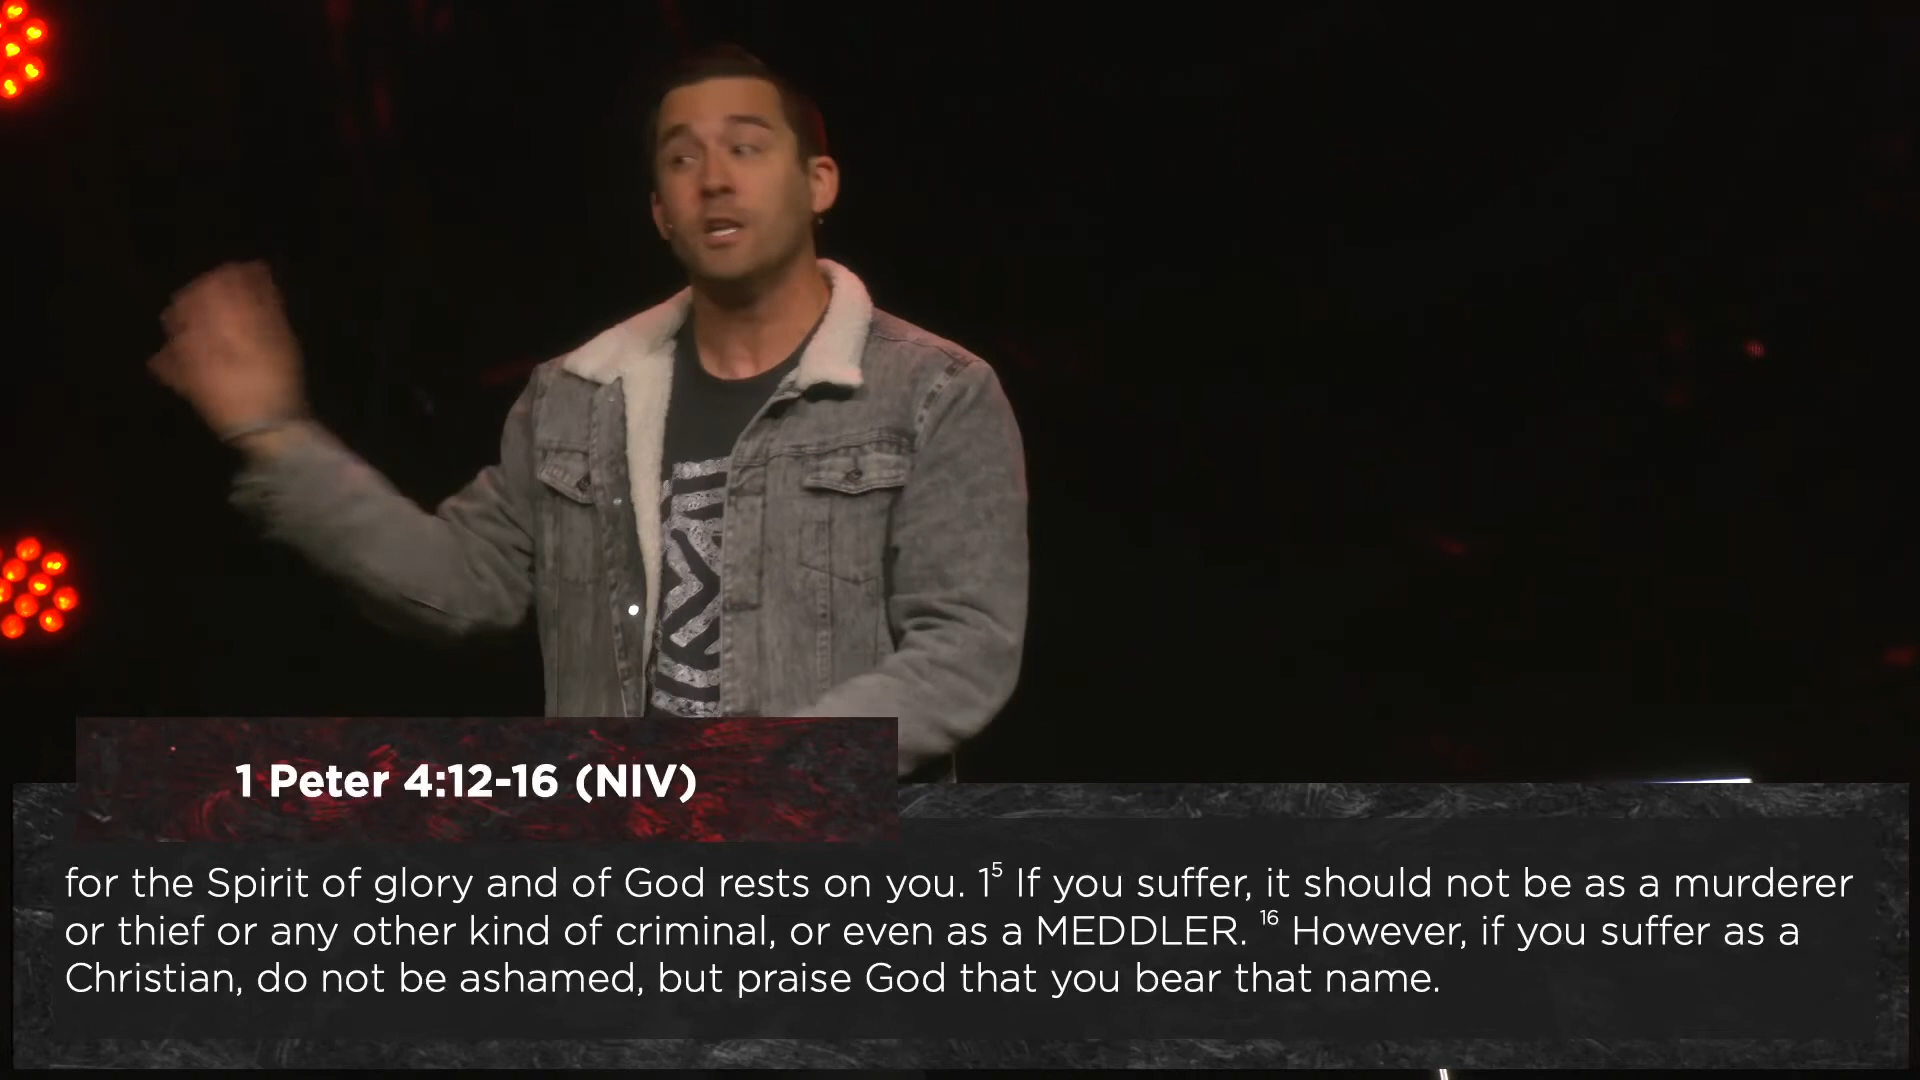 1 Peter 4:12-16 (NIV)
for the Spirit of glory and of God rests on you. 1⁵ If you suffer, it should not be as a murderer
or thief or any other kind of criminal, or even as a MEDDLER. ¹⁶ However, if you suffer as a
Christian, do not be ashamed, but praise God that you bear that name.